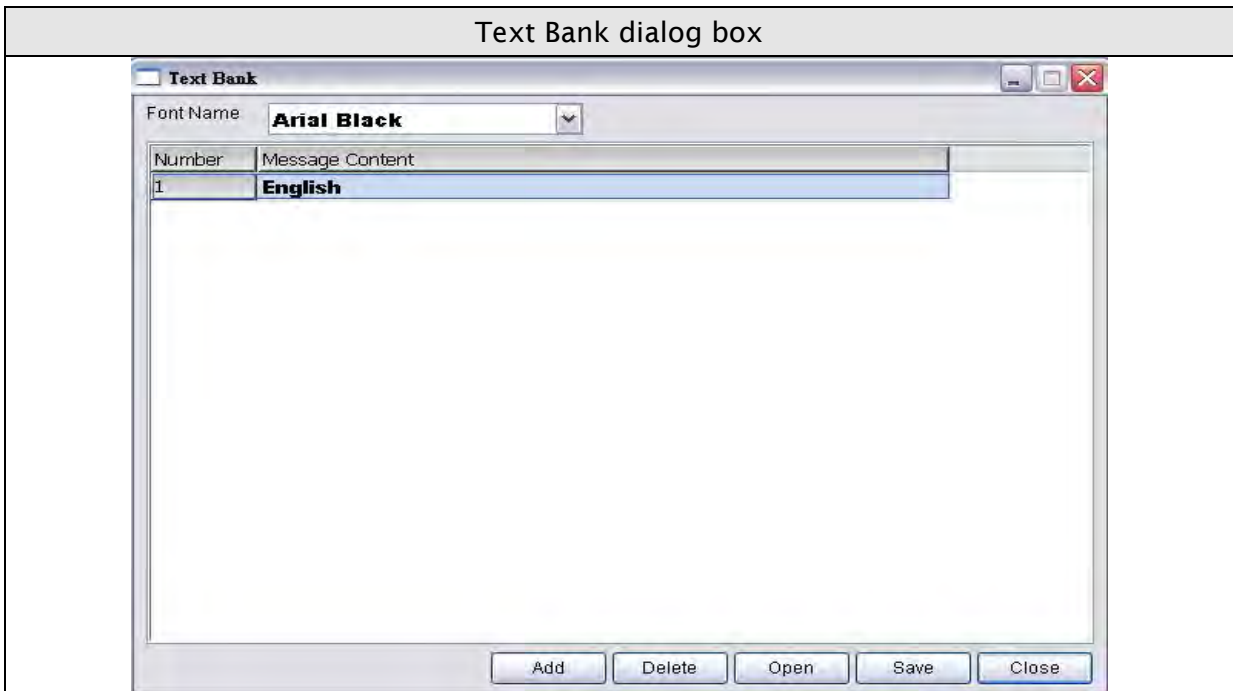 Text Bank dialog box
Text Bank
Font Name Arial Black
Number Message Content
1 English
Add Delete Open Save Close